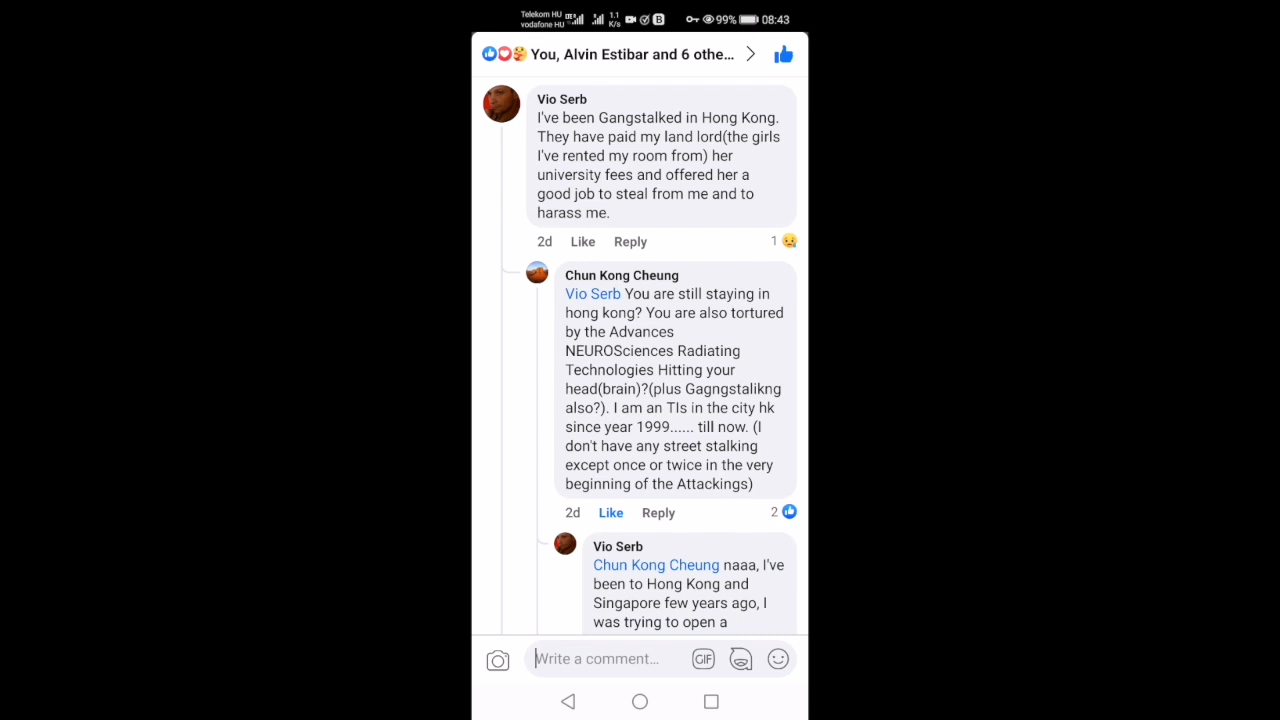 Telekom HU
vodafone HU
1.1
K/s
B
99%
08:43
You, Alvin Estibar and 6 othe...
Vio Serb
I've been Gangstalked in Hong Kong.
They have paid my land lord(the girls
I've rented my room from) her
university fees and offered her a
good job to steal from me and to
harass me.
2d Like Reply 1
Chun Kong Cheung
Vio Serb You are still staying in
hong kong? You are also tortured
by the Advances
NEUROSciences Radiating
Technologies Hitting your
head(brain)?(plus Gagngstalikng
also?). I am an TIs in the city hk
since year 1999...... till now. (I
don't have any street stalking
except once or twice in the very
beginning of the Attackings)
2d Like Reply 2
Vio Serb
Chun Kong Cheung naaa, I've
been to Hong Kong and
Singapore few years ago, I
was trying to open a
Write a comment...
GIF